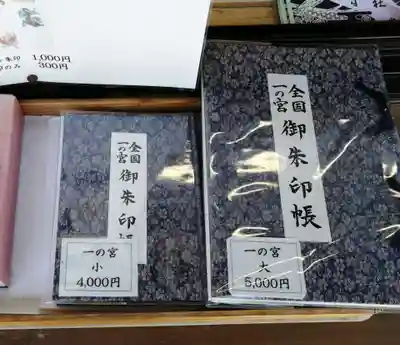 1,000円
300円
全国
一の宮
御朱印帳
一の宮
小
4,000円
全国
一の宮
御朱印帳
一の宮
大
5,000円